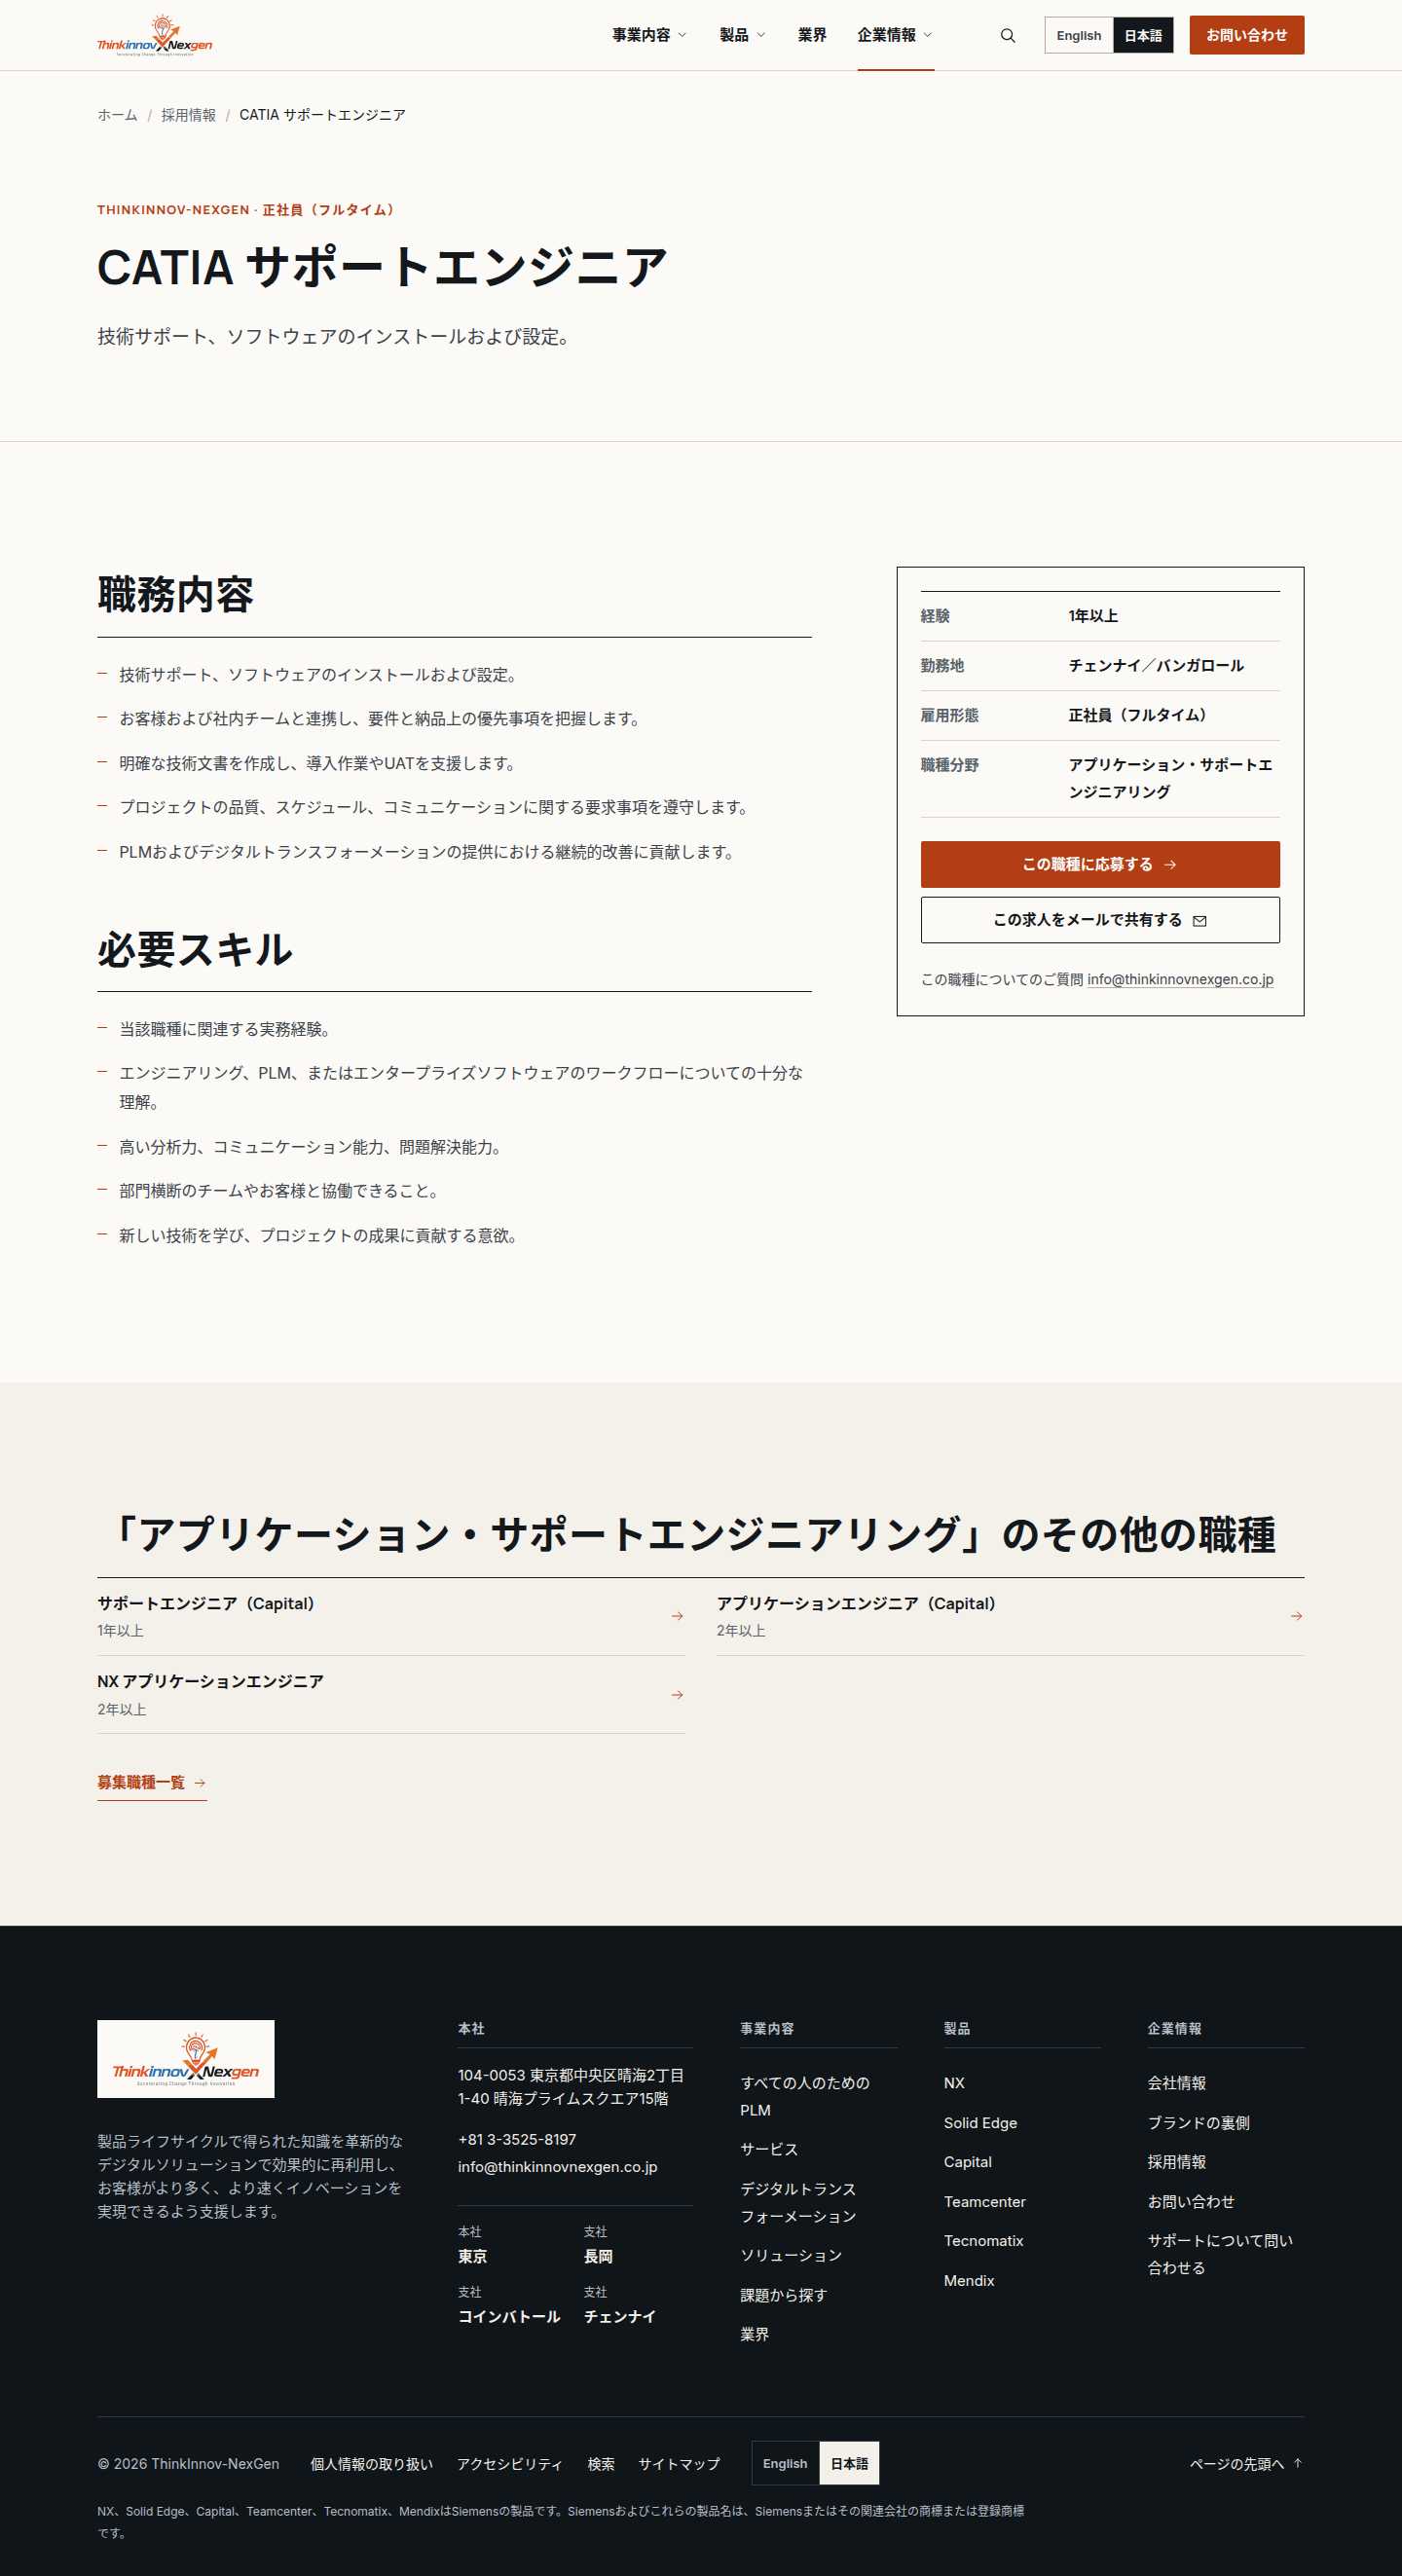 Thinkinnov Nexgen
Accelerating Change Through Innovation
事業内容
製品
業界
企業情報
English
日本語
お問い合わせ
ホーム / 採用情報 / CATIA サポートエンジニア
THINKINNOV-NEXGEN · 正社員（フルタイム）
CATIA サポートエンジニア
技術サポート、ソフトウェアのインストールおよび設定。
職務内容
技術サポート、ソフトウェアのインストールおよび設定。
お客様および社内チームと連携し、要件と納品上の優先事項を把握します。
明確な技術文書を作成し、導入作業やUATを支援します。
プロジェクトの品質、スケジュール、コミュニケーションに関する要求事項を遵守します。
PLMおよびデジタルトランスフォーメーションの提供における継続的改善に貢献します。
必要スキル
当該職種に関連する実務経験。
エンジニアリング、PLM、またはエンタープライズソフトウェアのワークフローについての十分な
理解。
高い分析力、コミュニケーション能力、問題解決能力。
部門横断のチームやお客様と協働できること。
新しい技術を学び、プロジェクトの成果に貢献する意欲。
経験 1年以上
勤務地 チェンナイ／バンガロール
雇用形態 正社員（フルタイム）
職種分野 アプリケーション・サポートエ
ンジニアリング
この職種に応募する →
この求人をメールで共有する
この職種についてのご質問 info@thinkinnovnexgen.co.jp
「アプリケーション・サポートエンジニアリング」のその他の職種
サポートエンジニア（Capital）
1年以上
→
アプリケーションエンジニア（Capital）
2年以上
→
NX アプリケーションエンジニア
2年以上
→
募集職種一覧 →
Thinkinnov Nexgen
Accelerating Change Through Innovation
製品ライフサイクルで得られた知識を革新的な
デジタルソリューションで効果的に再利用し、
お客様がより多く、より速くイノベーションを
実現できるよう支援します。
本社
104-0053 東京都中央区晴海2丁目
1-40 晴海プライムスクエア15階
+81 3-3525-8197
info@thinkinnovnexgen.co.jp
本社
東京
支社
長岡
支社
コインバトール
支社
チェンナイ
事業内容
すべての人のための
PLM
サービス
デジタルトランス
フォーメーション
ソリューション
課題から探す
業界
製品
NX
Solid Edge
Capital
Teamcenter
Tecnomatix
Mendix
企業情報
会社情報
ブランドの裏側
採用情報
お問い合わせ
サポートについて問い
合わせる
© 2026 ThinkInnov-NexGen
個人情報の取り扱い
アクセシビリティ
検索
サイトマップ
English
日本語
ページの先頭へ ↑
NX、Solid Edge、Capital、Teamcenter、Tecnomatix、MendixはSiemensの製品です。Siemensおよびこれらの製品名は、Siemensまたはその関連会社の商標または登録商標
です。